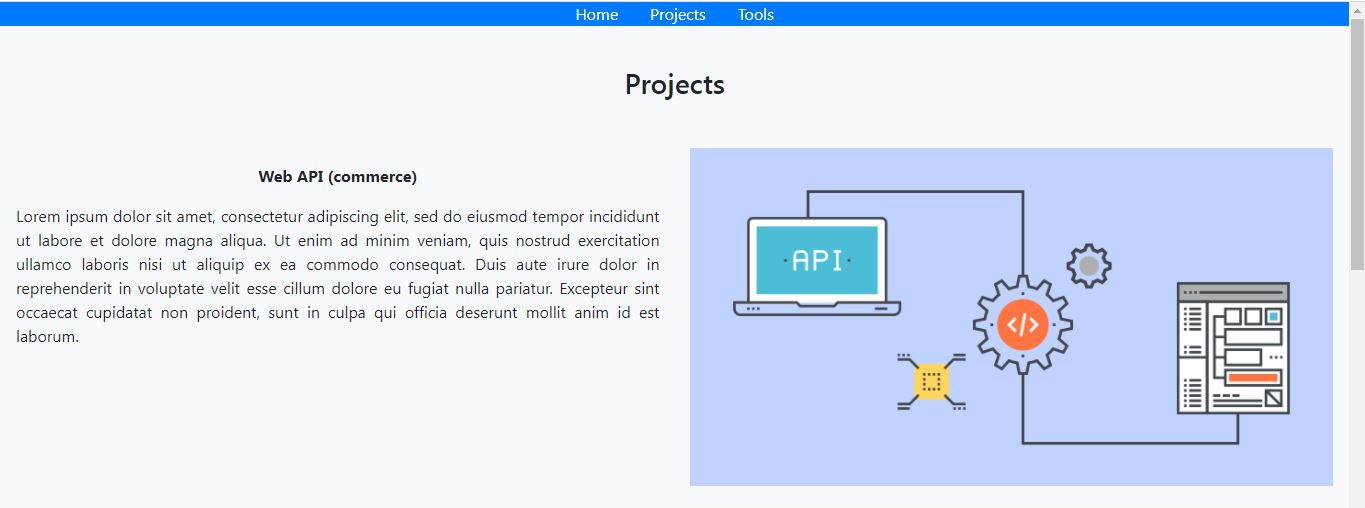 Home Projects Tools
Projects
Web API (commerce)
Lorem ipsum dolor sit amet, consectetur adipiscing elit, sed do eiusmod tempor incididunt
ut labore et dolore magna aliqua. Ut enim ad minim veniam, quis nostrud exercitation
ullamco laboris nisi ut aliquip ex ea commodo consequat. Duis aute irure dolor in
reprehenderit in voluptate velit esse cillum dolore eu fugiat nulla pariatur. Excepteur sint
occaecat cupidatat non proident, sunt in culpa qui officia deserunt mollit anim id est
laborum.
API
</>